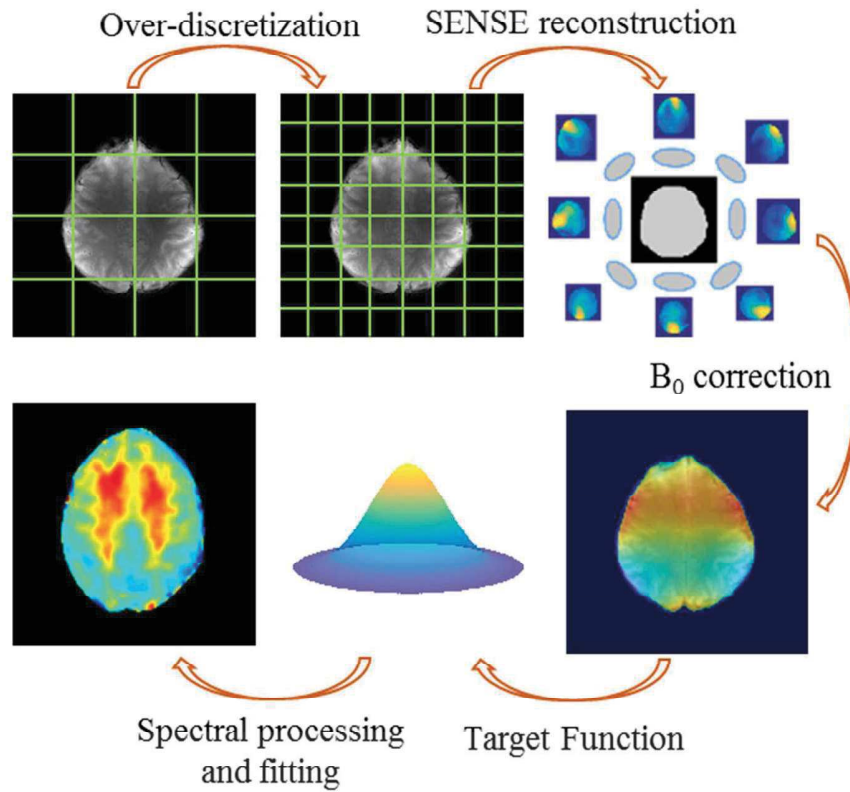 Over-discretization
SENSE reconstruction
B₀ correction
Target Function
Spectral processing
and fitting